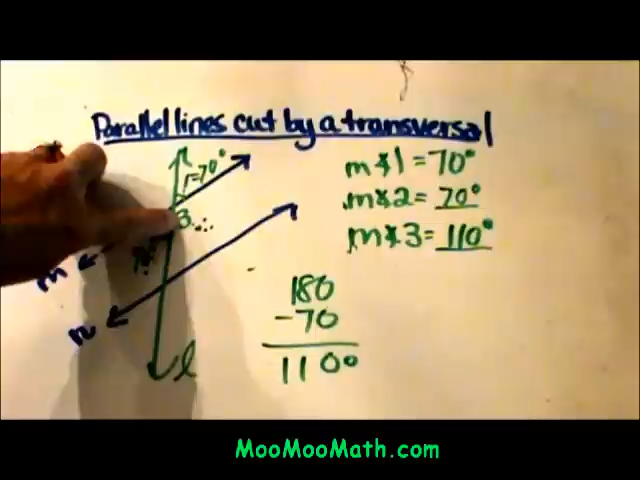 Parallel lines cut by a transversal
1=70°
m∡1 = 70°
m∡2 = 70°
3
m∡3 = 110°
m
n
180
-70
110°
l
MooMooMath.com